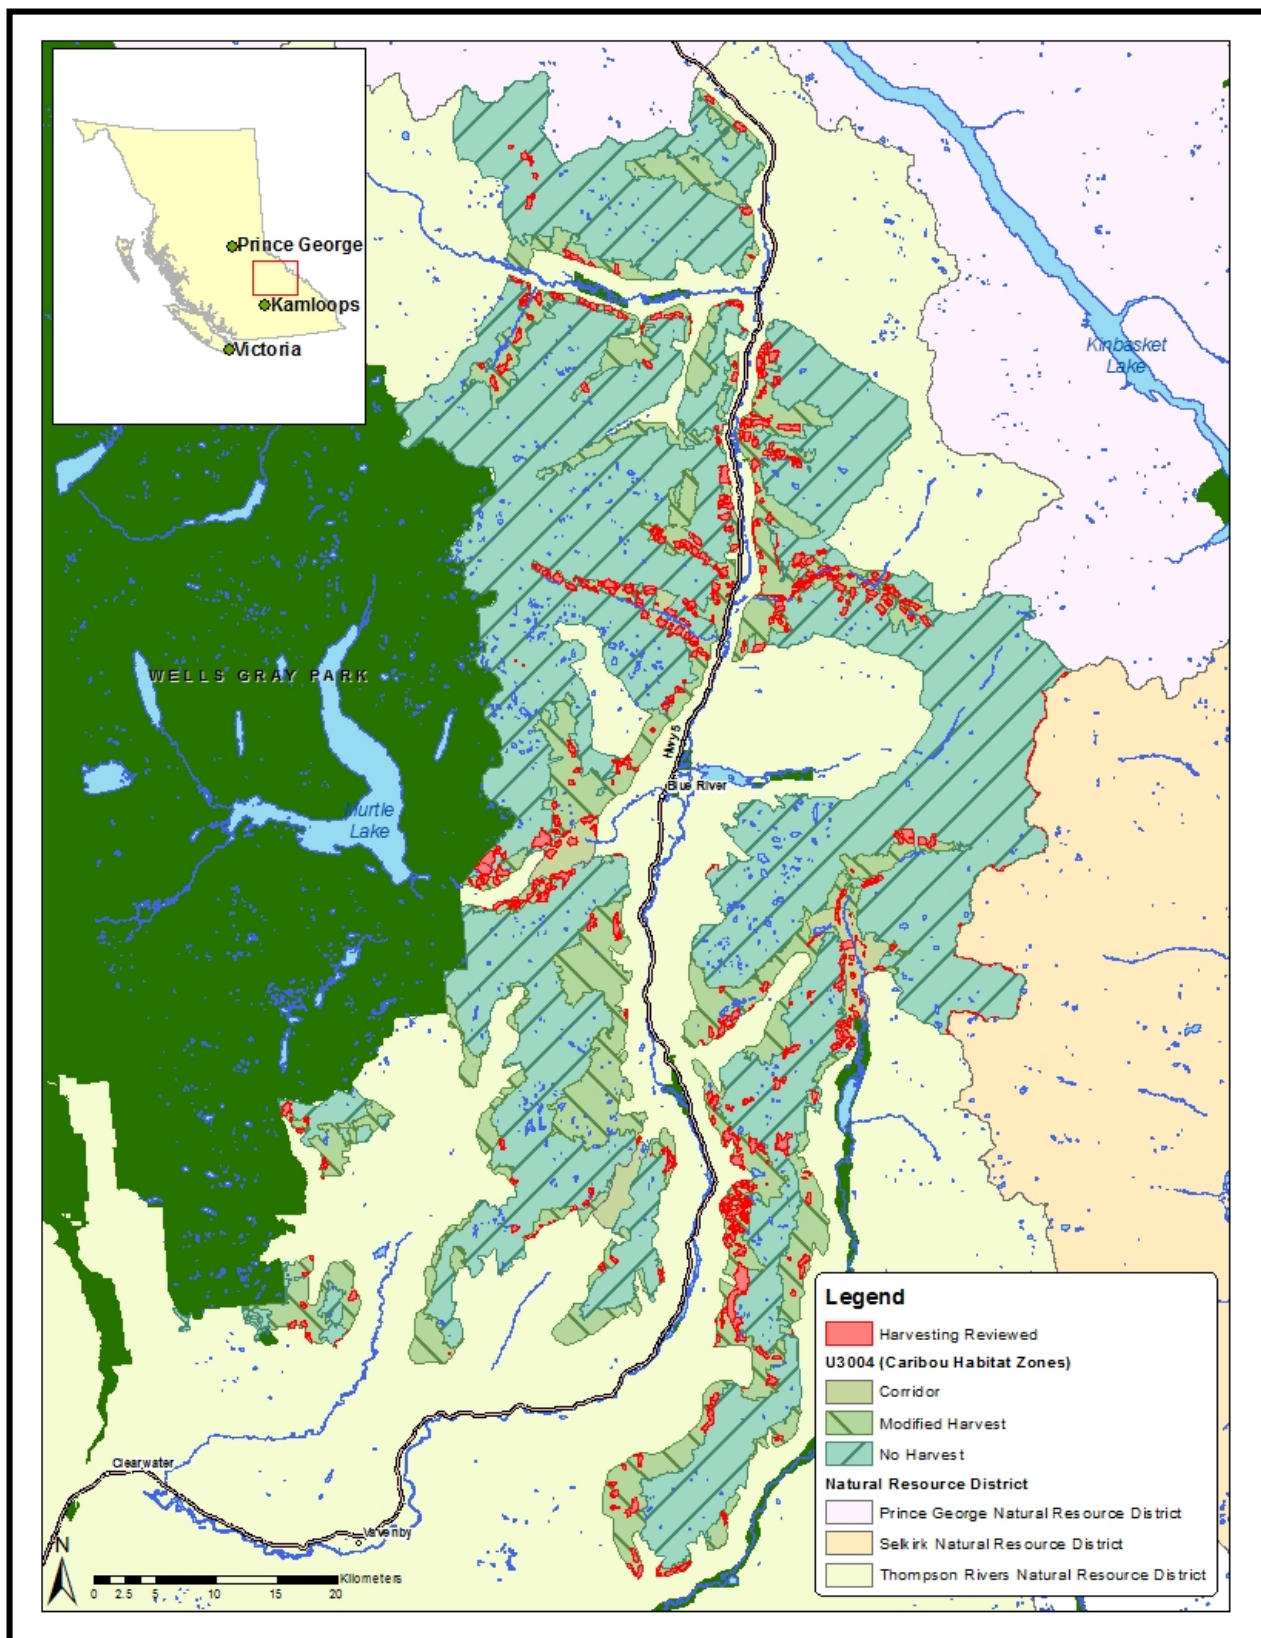 Prince George
Kamloops
Victoria
Kinbasket
Lake
WELLS GRAY PARK
Hwy 5
Blue River
Murtle
Lake
Clearwater
Vavenby
N
Kilometers
0 2.5 5 10 15 20
Legend
Harvesting Reviewed
U3004 (Caribou Habitat Zones)
Corridor
Modified Harvest
No Harvest
Natural Resource District
Prince George Natural Resource District
Selkirk Natural Resource District
Thompson Rivers Natural Resource District